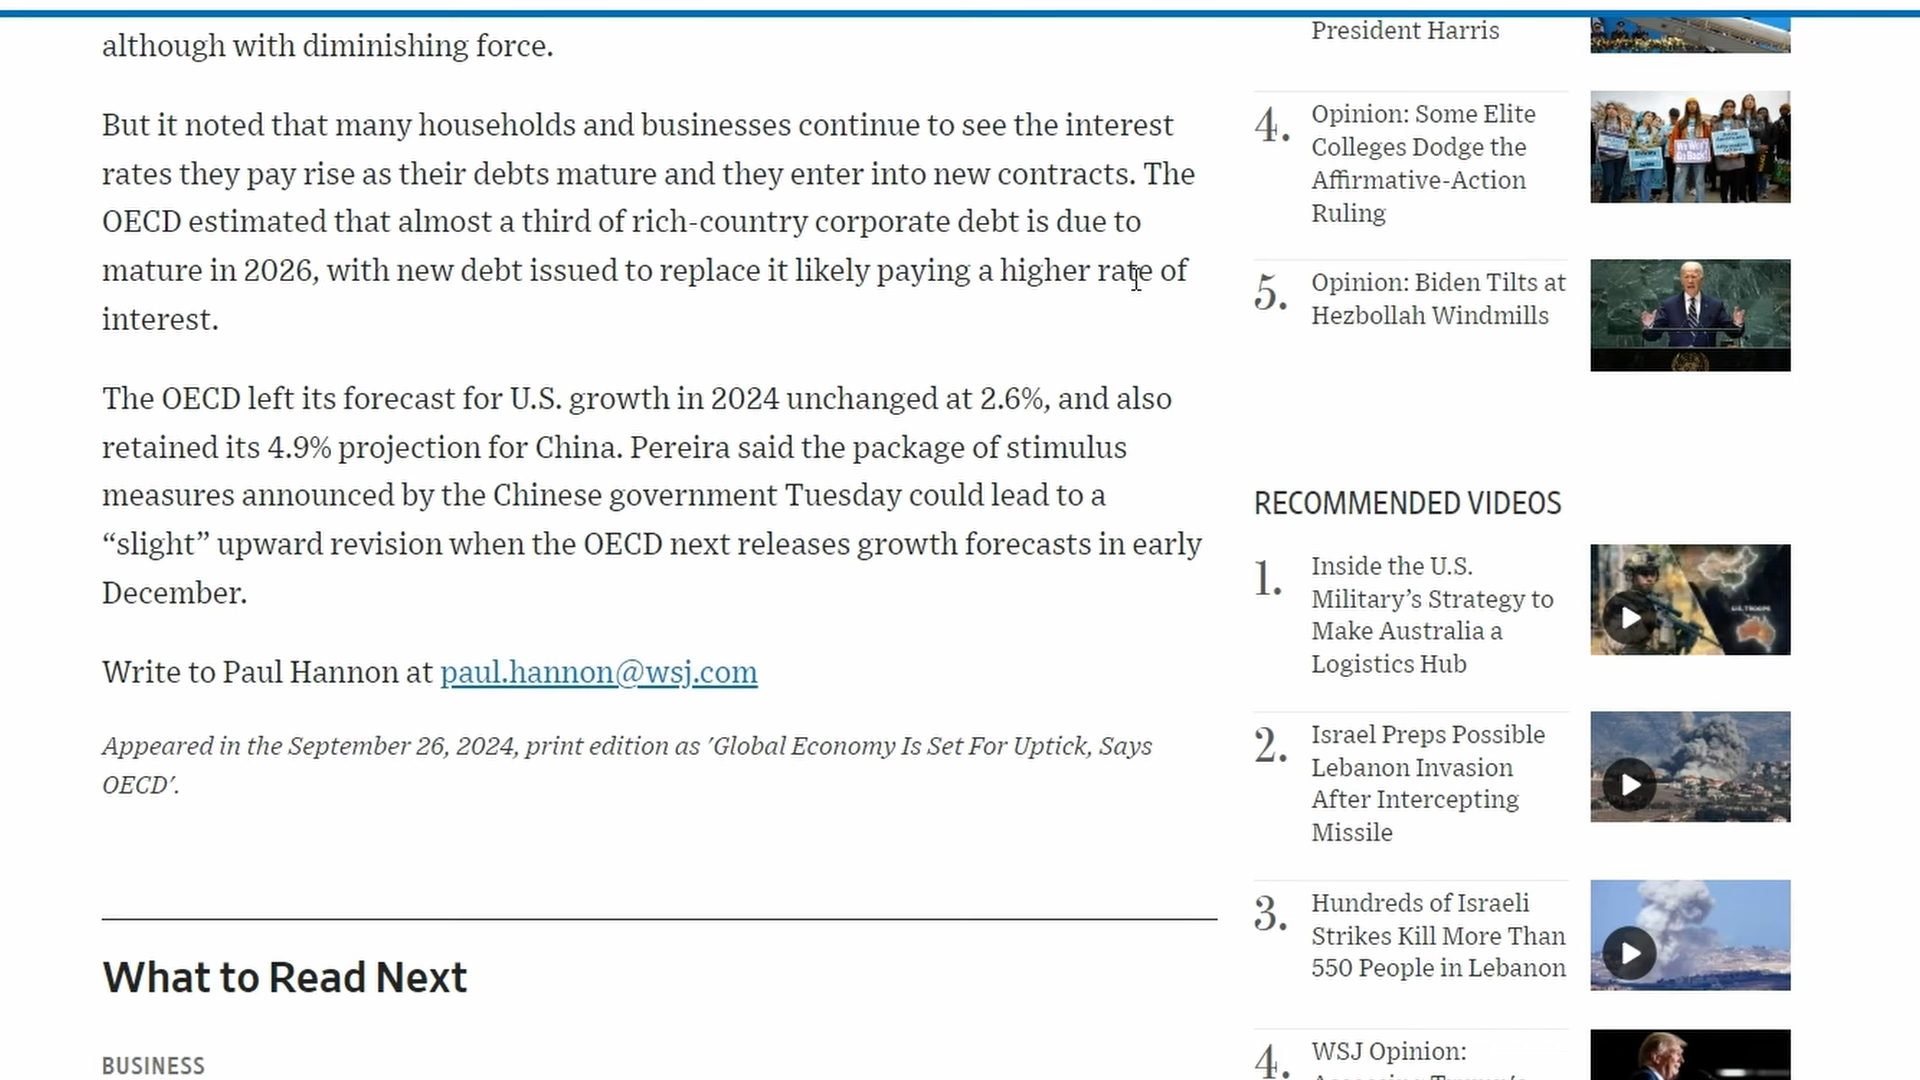 although with diminishing force.
But it noted that many households and businesses continue to see the interest
rates they pay rise as their debts mature and they enter into new contracts. The
OECD estimated that almost a third of rich-country corporate debt is due to
mature in 2026, with new debt issued to replace it likely paying a higher rate of
interest.
The OECD left its forecast for U.S. growth in 2024 unchanged at 2.6%, and also
retained its 4.9% projection for China. Pereira said the package of stimulus
measures announced by the Chinese government Tuesday could lead to a
“slight” upward revision when the OECD next releases growth forecasts in early
December.
Write to Paul Hannon at paul.hannon@wsj.com
Appeared in the September 26, 2024, print edition as 'Global Economy Is Set For Uptick, Says
OECD'.
What to Read Next
BUSINESS
President Harris
4. Opinion: Some Elite
Colleges Dodge the
Affirmative-Action
Ruling
5. Opinion: Biden Tilts at
Hezbollah Windmills
RECOMMENDED VIDEOS
1. Inside the U.S.
Military’s Strategy to
Make Australia a
Logistics Hub
2. Israel Preps Possible
Lebanon Invasion
After Intercepting
Missile
3. Hundreds of Israeli
Strikes Kill More Than
550 People in Lebanon
4. WSJ Opinion: